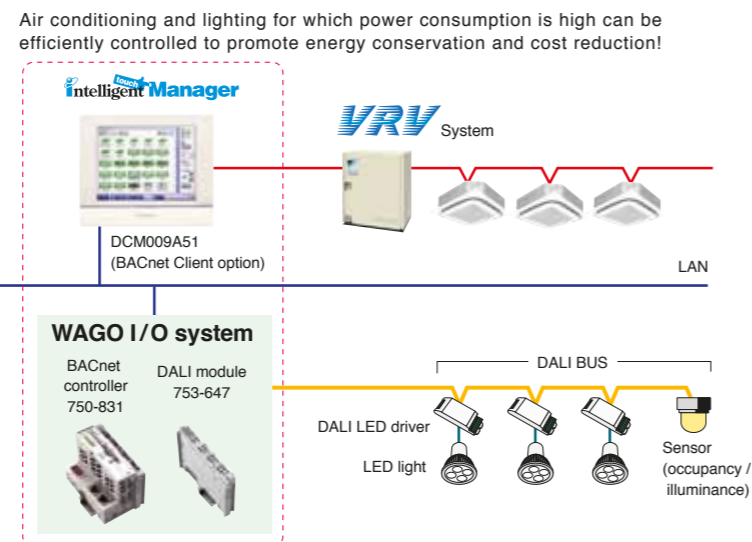 Air conditioning and lighting for which power consumption is high can be
efficiently controlled to promote energy conservation and cost reduction!
intelligent touch Manager
VRV System
DCM009A51
(BACnet Client option)
LAN
WAGO I/O system
BACnet
controller
750-831
DALI module
753-647
DALI BUS
DALI LED driver
LED light
Sensor
(occupancy /
illuminance)